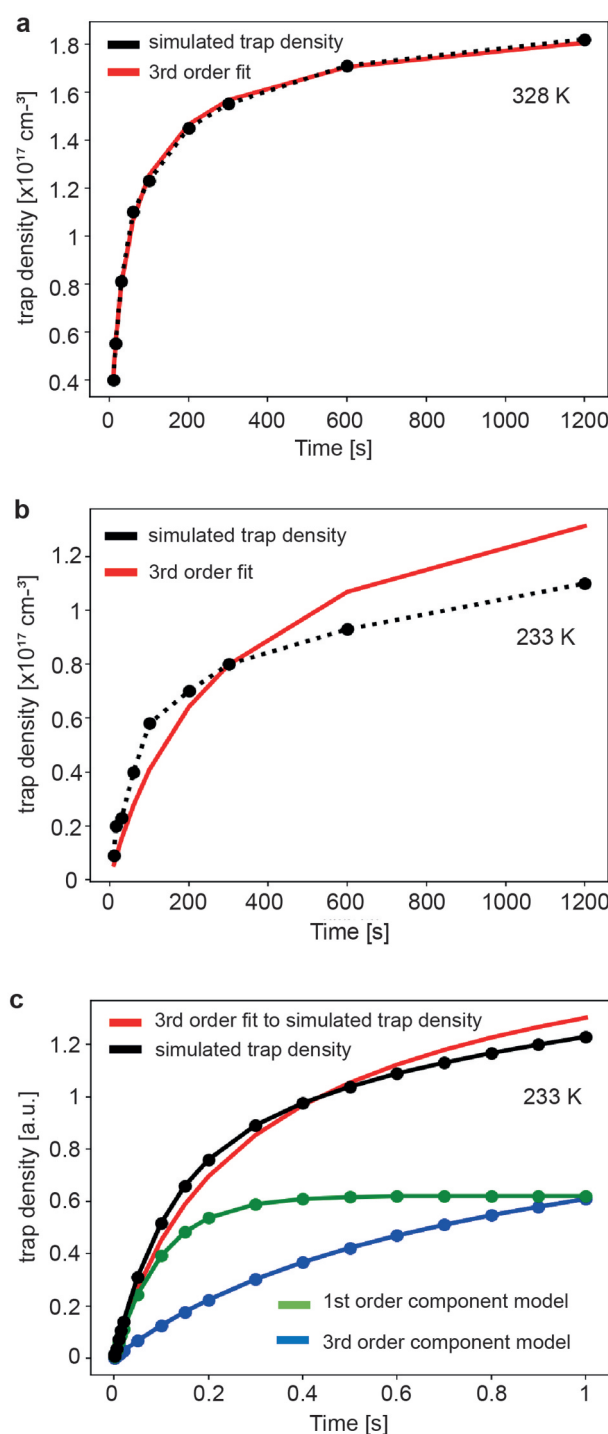 a
simulated trap density
3rd order fit
328 K
trap density [x10¹⁷ cm-³]
1.8
1.6
1.4
1.2
1
0.8
0.6
0.4
0 200 400 600 800 1000 1200
Time [s]
b
simulated trap density
3rd order fit
233 K
trap density [x10¹⁷ cm-³]
1.2
1
0.8
0.6
0.4
0.2
0
0 200 400 600 800 1000 1200
Time [s]
c
3rd order fit to simulated trap density
simulated trap density
233 K
trap density [a.u.]
1.2
1
0.8
0.6
0.4
0.2
0
1st order component model
3rd order component model
0 0.2 0.4 0.6 0.8 1
Time [s]